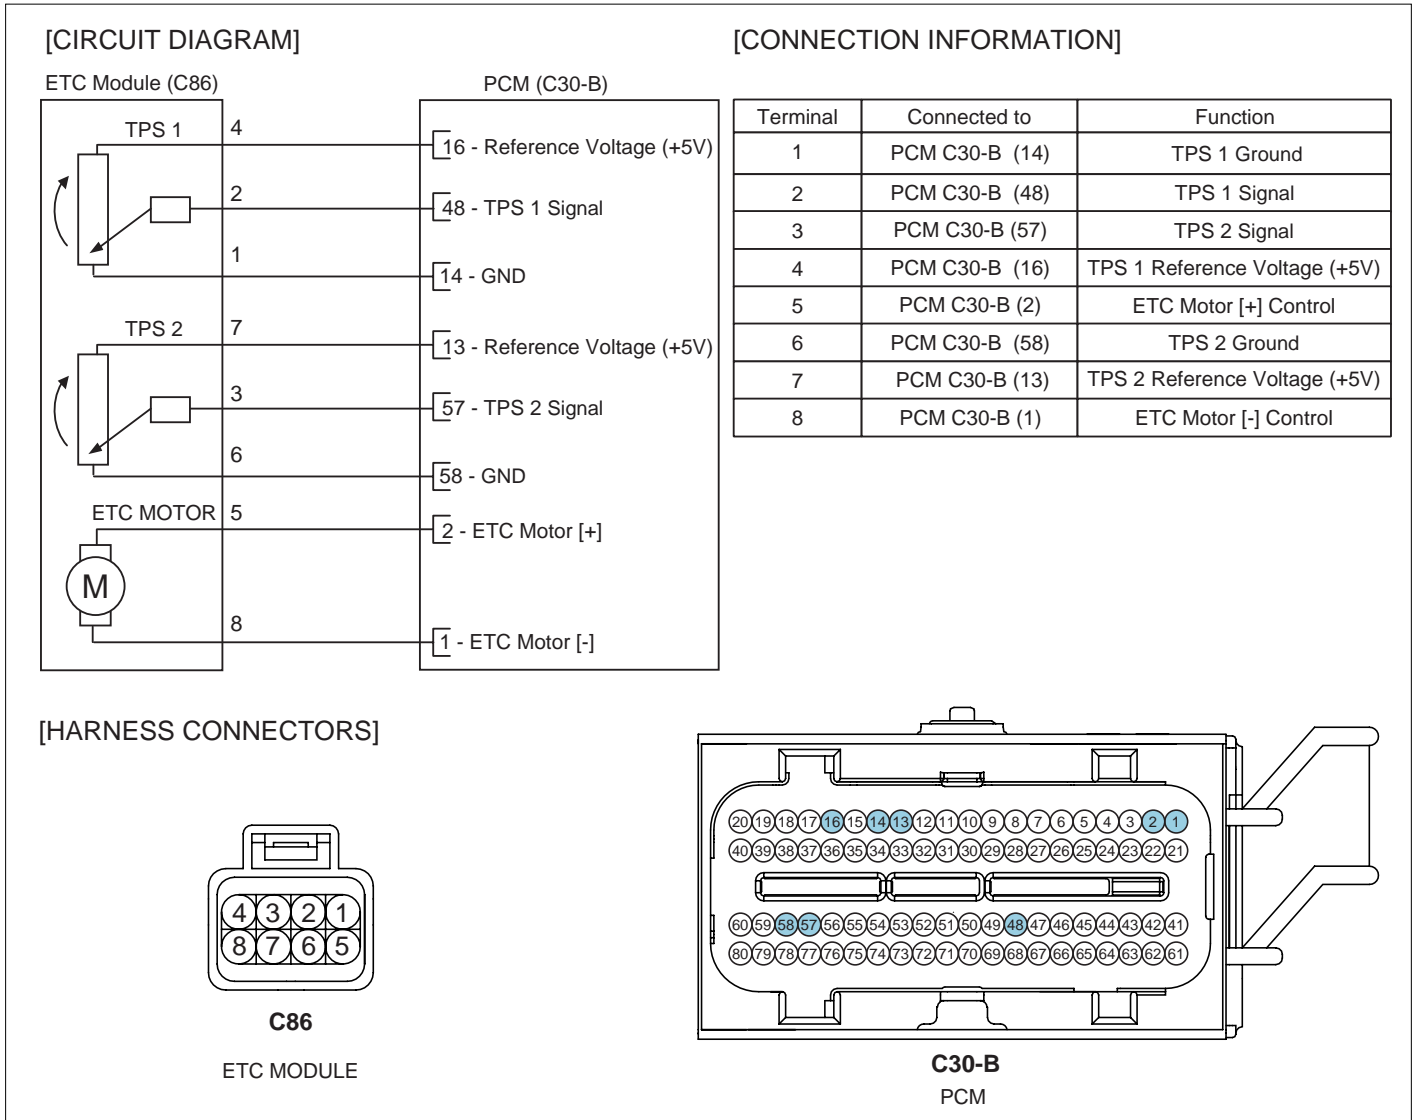 [CIRCUIT DIAGRAM]
ETC Module (C86)
PCM (C30-B)
TPS 1
4
16 - Reference Voltage (+5V)
2
48 - TPS 1 Signal
1
14 - GND
TPS 2
7
13 - Reference Voltage (+5V)
3
57 - TPS 2 Signal
6
58 - GND
ETC MOTOR
5
2 - ETC Motor [+]
M
8
1 - ETC Motor [-]
[CONNECTION INFORMATION]
Terminal Connected to Function
1 PCM C30-B (14) TPS 1 Ground
2 PCM C30-B (48) TPS 1 Signal
3 PCM C30-B (57) TPS 2 Signal
4 PCM C30-B (16) TPS 1 Reference Voltage (+5V)
5 PCM C30-B (2) ETC Motor [+] Control
6 PCM C30-B (58) TPS 2 Ground
7 PCM C30-B (13) TPS 2 Reference Voltage (+5V)
8 PCM C30-B (1) ETC Motor [-] Control
[HARNESS CONNECTORS]
4 3 2 1
8 7 6 5
C86
ETC MODULE
20 19 18 17 16 15 14 13 12 11 10 9 8 7 6 5 4 3 2 1
40 39 38 37 36 35 34 33 32 31 30 29 28 27 26 25 24 23 22 21
60 59 58 57 56 55 54 53 52 51 50 49 48 47 46 45 44 43 42 41
80 79 78 77 76 75 74 73 72 71 70 69 68 67 66 65 64 63 62 61
C30-B
PCM